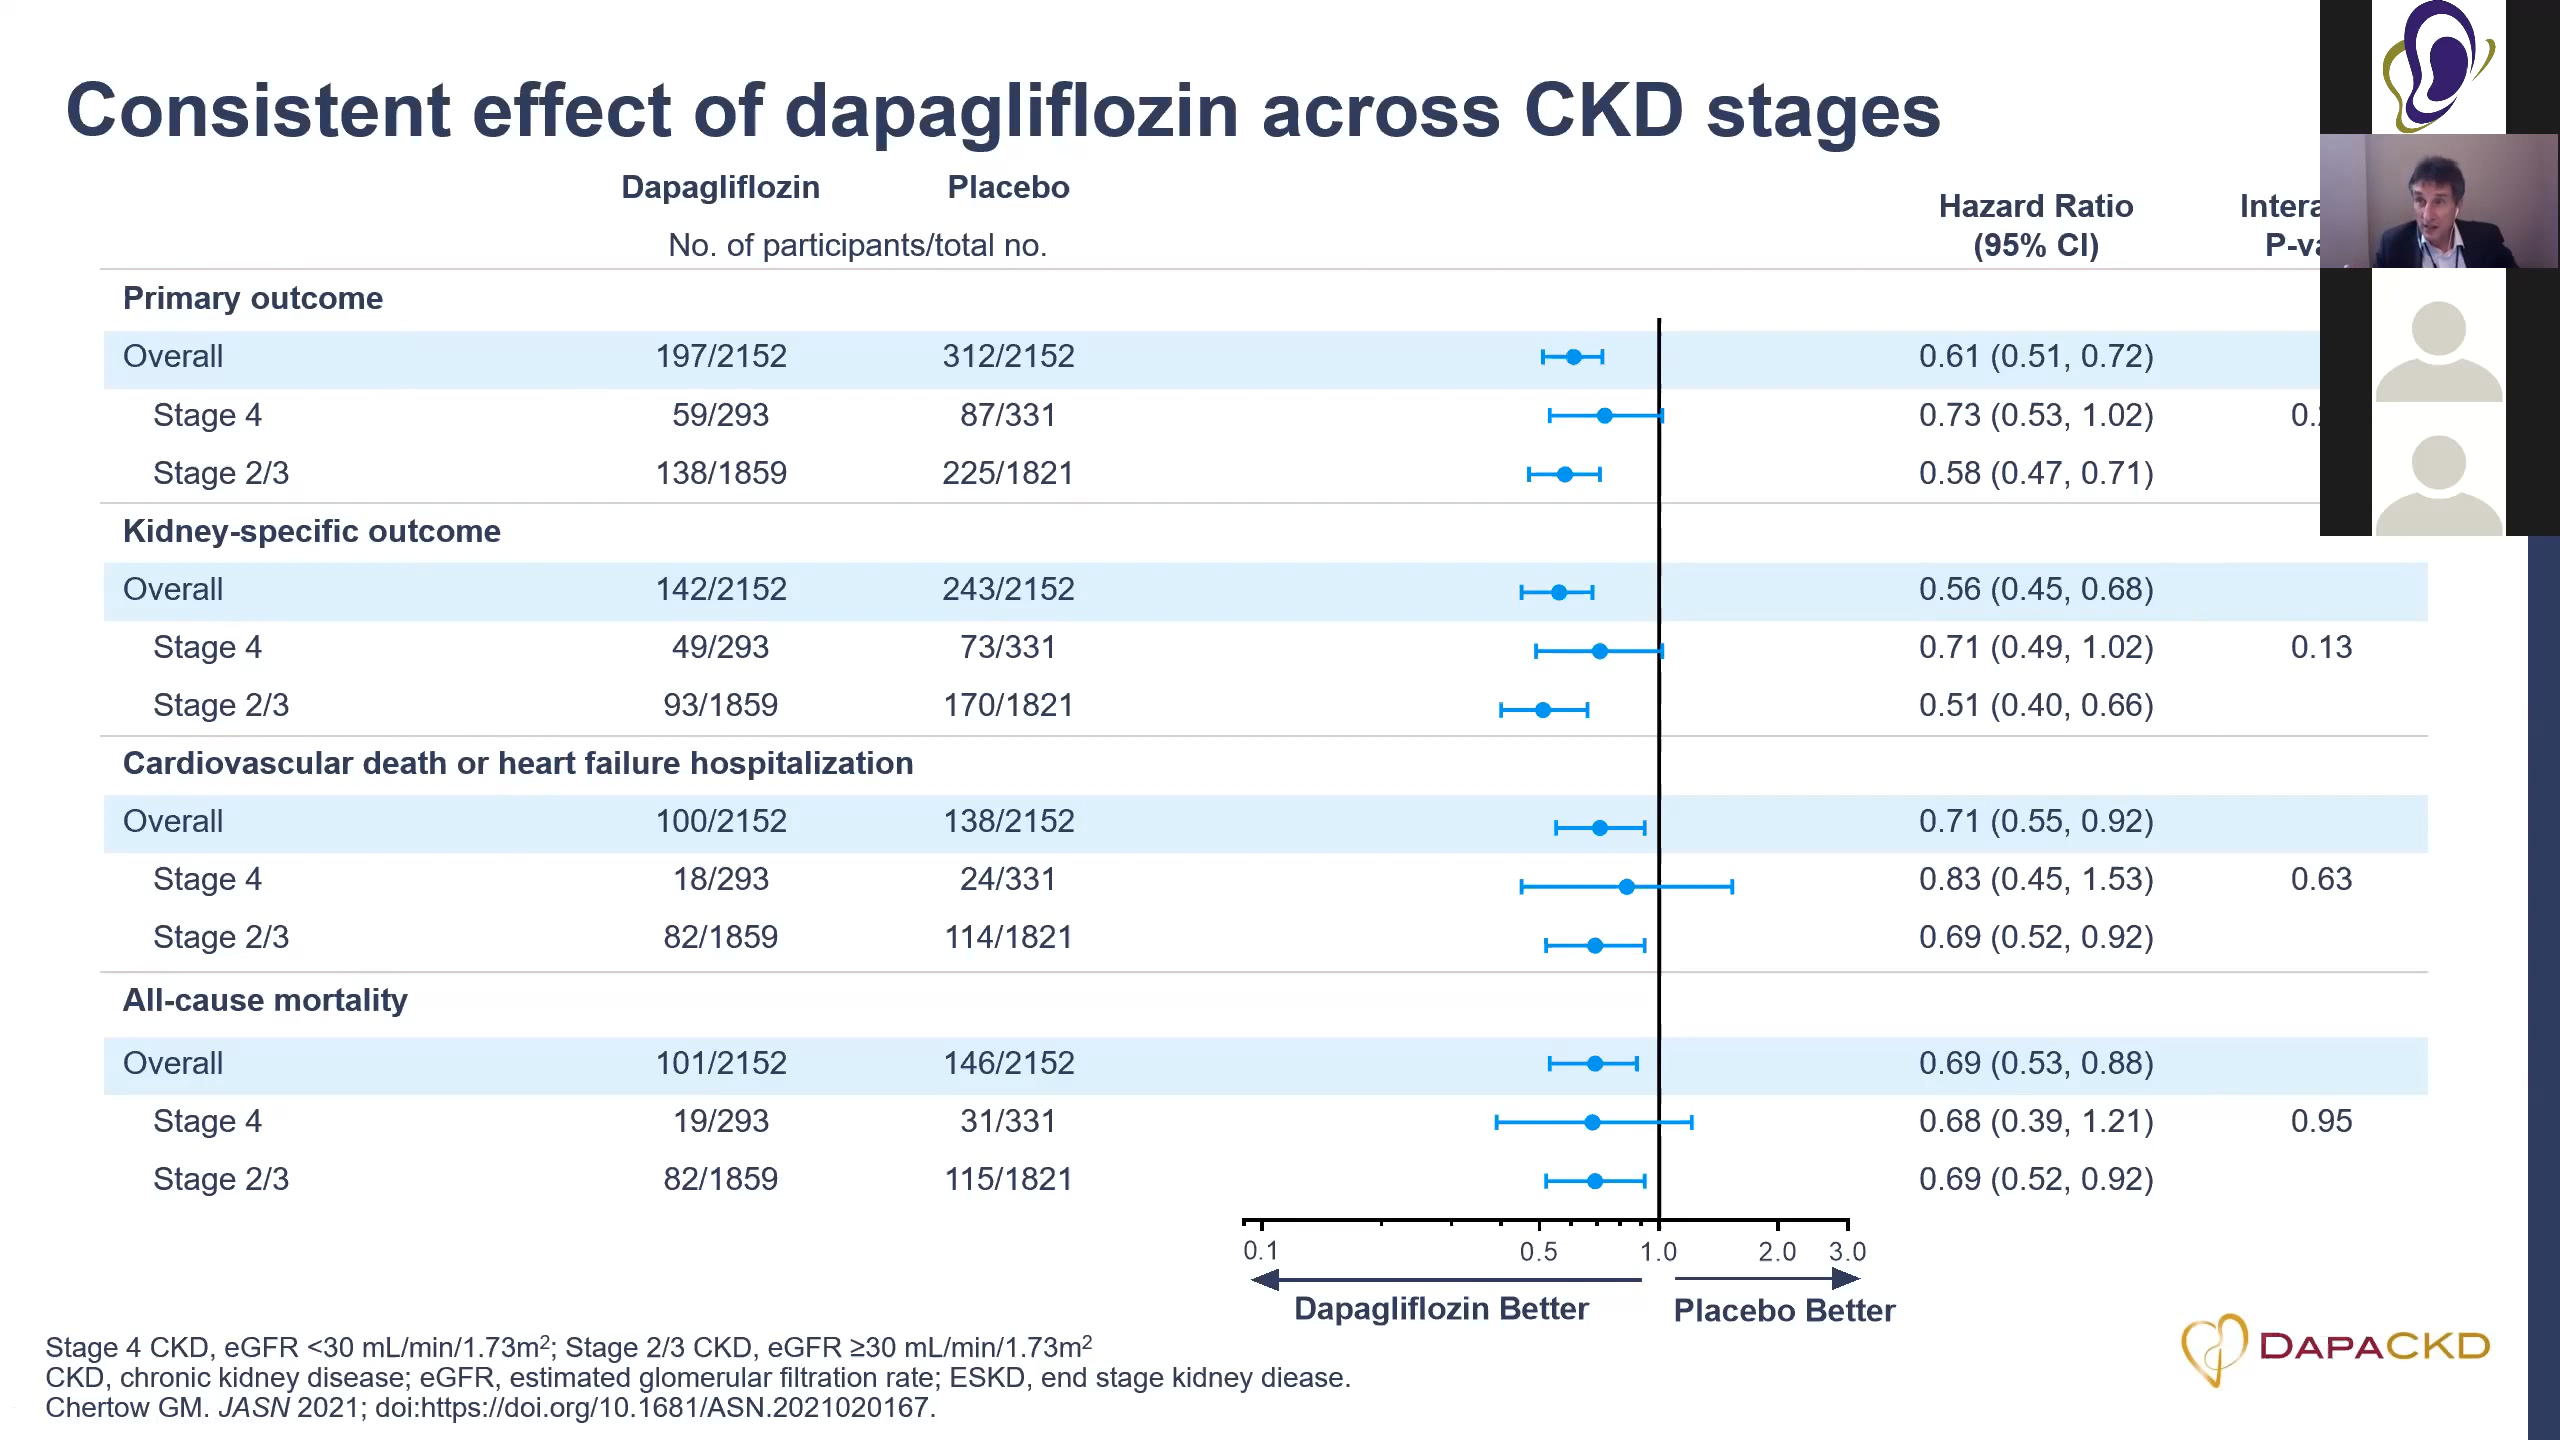 Consistent effect of dapagliflozin across CKD stages
Dapagliflozin Placebo
No. of participants/total no.
Hazard Ratio
(95% CI)
Primary outcome
Overall 197/2152 312/2152 0.61 (0.51, 0.72)
Stage 4 59/293 87/331 0.73 (0.53, 1.02)
Stage 2/3 138/1859 225/1821 0.58 (0.47, 0.71)
Kidney-specific outcome
Overall 142/2152 243/2152 0.56 (0.45, 0.68)
Stage 4 49/293 73/331 0.71 (0.49, 1.02) 0.13
Stage 2/3 93/1859 170/1821 0.51 (0.40, 0.66)
Cardiovascular death or heart failure hospitalization
Overall 100/2152 138/2152 0.71 (0.55, 0.92)
Stage 4 18/293 24/331 0.83 (0.45, 1.53) 0.63
Stage 2/3 82/1859 114/1821 0.69 (0.52, 0.92)
All-cause mortality
Overall 101/2152 146/2152 0.69 (0.53, 0.88)
Stage 4 19/293 31/331 0.68 (0.39, 1.21) 0.95
Stage 2/3 82/1859 115/1821 0.69 (0.52, 0.92)
0.1 0.5 1.0 2.0 3.0
Dapagliflozin Better Placebo Better
Stage 4 CKD, eGFR <30 mL/min/1.73m²; Stage 2/3 CKD, eGFR ≥30 mL/min/1.73m²
CKD, chronic kidney disease; eGFR, estimated glomerular filtration rate; ESKD, end stage kidney diease.
Chertow GM. JASN 2021; doi:https://doi.org/10.1681/ASN.2021020167.
DAPACKD